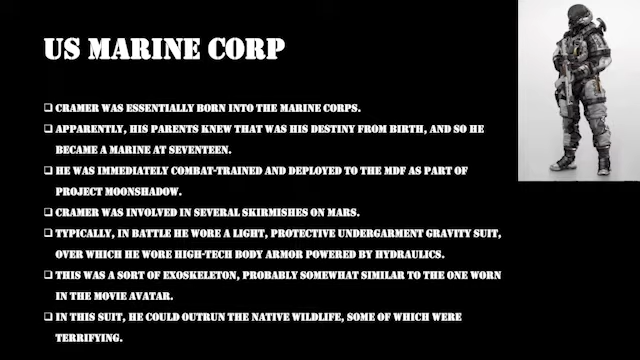 US MARINE CORP
❑ CRAMER WAS ESSENTIALLY BORN INTO THE MARINE CORPS.
❑ APPARENTLY, HIS PARENTS KNEW THAT WAS HIS DESTINY FROM BIRTH, AND SO HE
BECAME A MARINE AT SEVENTEEN.
❑ HE WAS IMMEDIATELY COMBAT-TRAINED AND DEPLOYED TO THE MDF AS PART OF
PROJECT MOONSHADOW.
❑ CRAMER WAS INVOLVED IN SEVERAL SKIRMISHES ON MARS.
❑ TYPICALLY, IN BATTLE HE WORE A LIGHT, PROTECTIVE UNDERGARMENT GRAVITY SUIT,
OVER WHICH HE WORE HIGH-TECH BODY ARMOR POWERED BY HYDRAULICS.
❑ THIS WAS A SORT OF EXOSKELETON, PROBABLY SOMEWHAT SIMILAR TO THE ONE WORN
IN THE MOVIE AVATAR.
❑ IN THIS SUIT, HE COULD OUTRUN THE NATIVE WILDLIFE, SOME OF WHICH WERE
TERRIFYING.